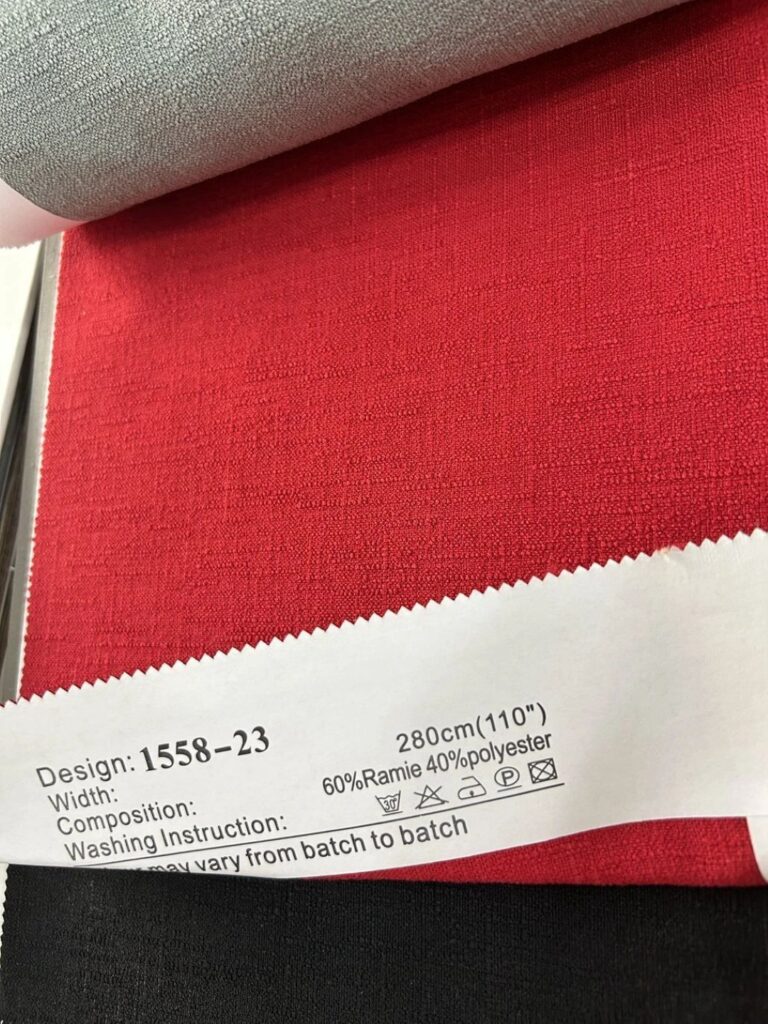 Design: 1558-23
Width: 280cm(110")
Composition: 60%Ramie 40%polyester
Washing Instruction: 30° P
may vary from batch to batch